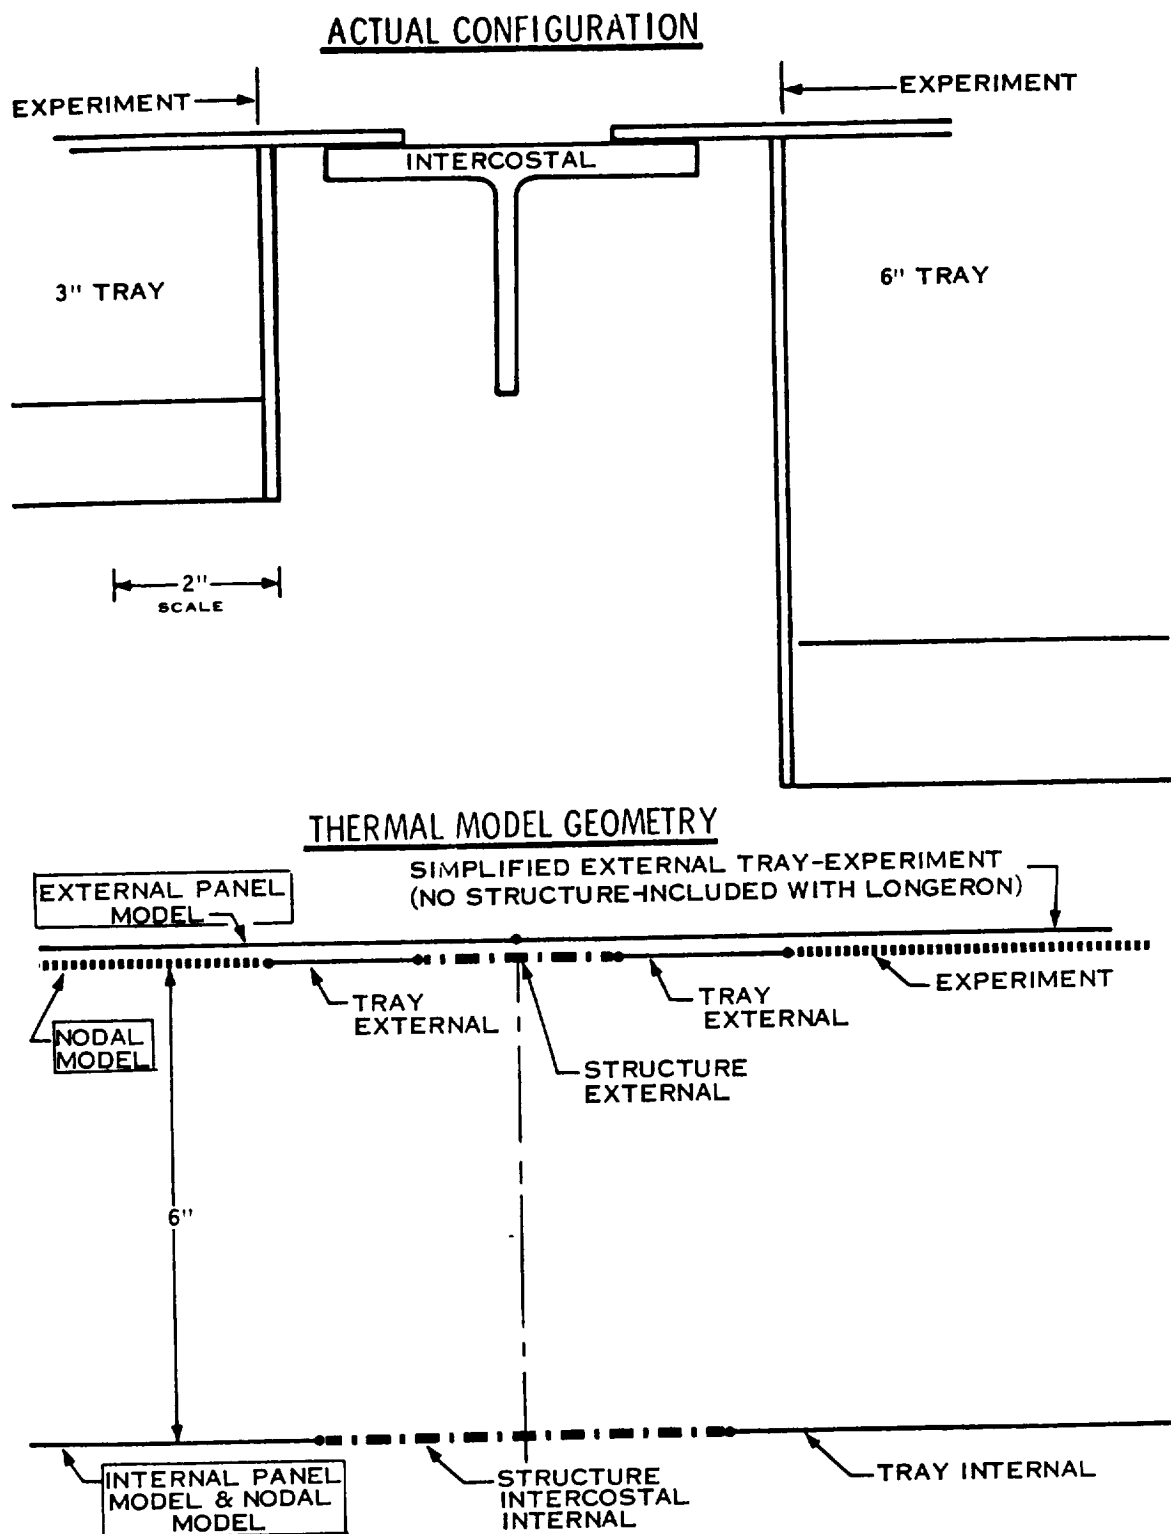 ACTUAL CONFIGURATION
EXPERIMENT
EXPERIMENT
INTERCOSTAL
3" TRAY
6" TRAY
2"
SCALE
THERMAL MODEL GEOMETRY
EXTERNAL PANEL
MODEL
SIMPLIFIED EXTERNAL TRAY-EXPERIMENT
(NO STRUCTURE-INCLUDED WITH LONGERON)
NODAL
MODEL
TRAY
EXTERNAL
TRAY
EXTERNAL
EXPERIMENT
STRUCTURE
EXTERNAL
6"
INTERNAL PANEL
MODEL & NODAL
MODEL
STRUCTURE
INTERCOSTAL
INTERNAL
TRAY INTERNAL